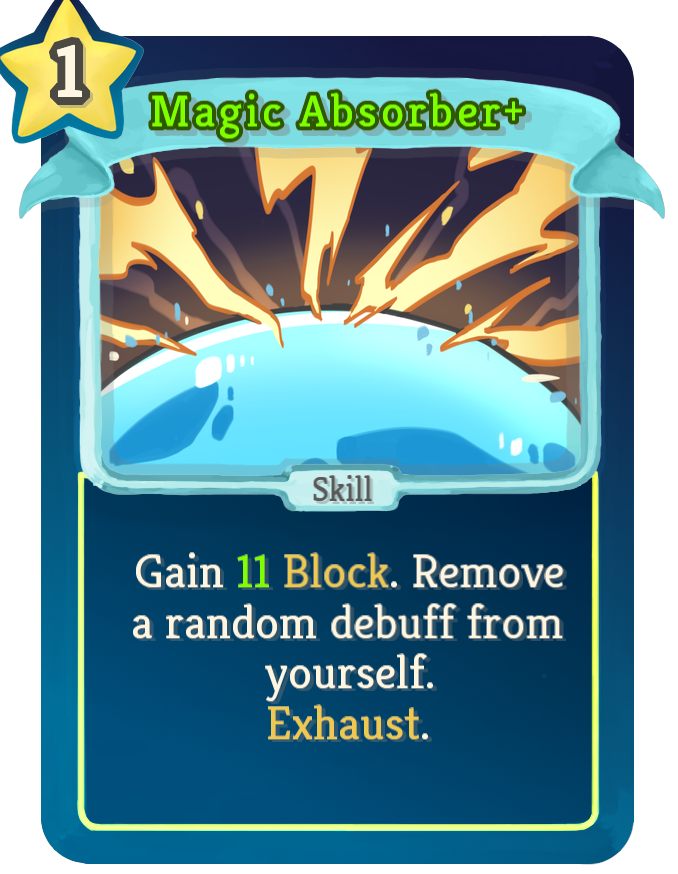 1
Magic Absorber+
Skill
Gain 11 Block. Remove
a random debuff from
yourself.
Exhaust.